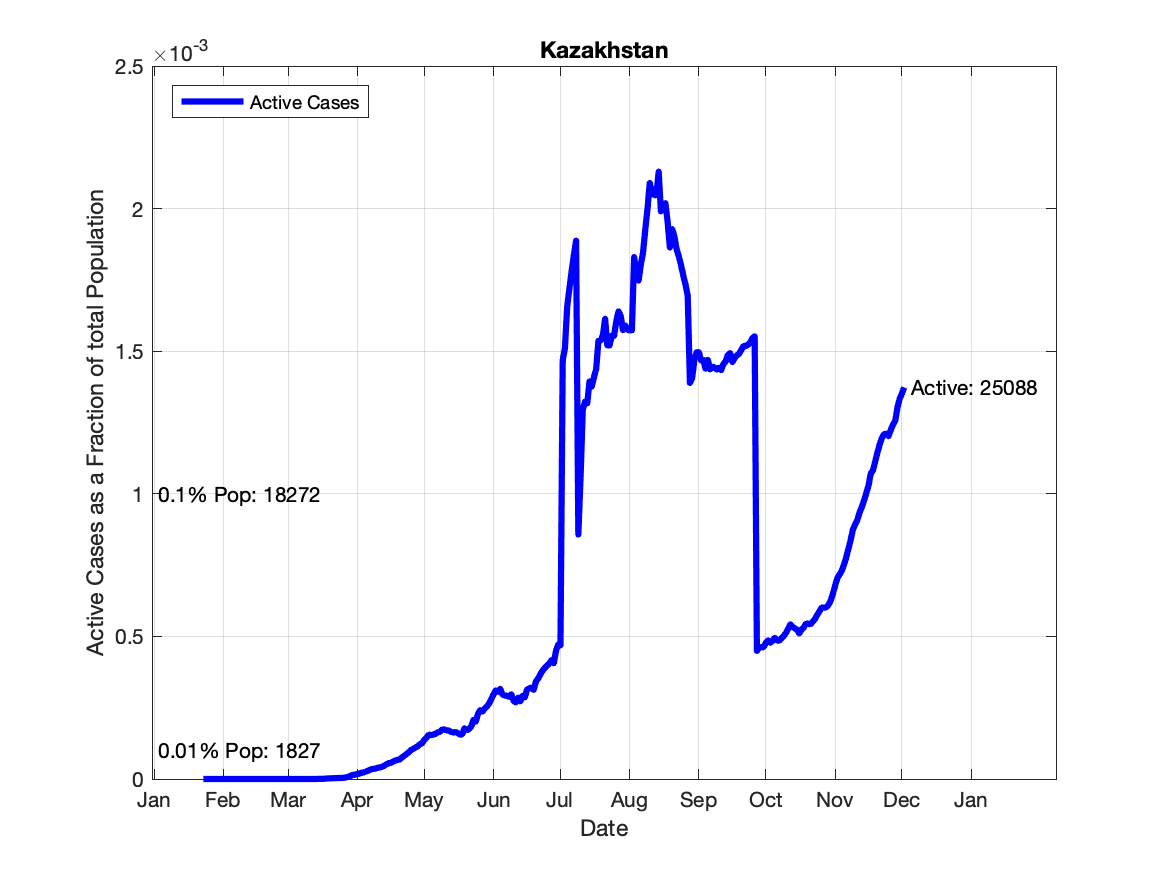 Kazakhstan
×10-3
Active Cases
2.5
2
1.5
1
0.5
0
Active Cases as a Fraction of total Population
0.1% Pop: 18272
0.01% Pop: 1827
Active: 25088
Jan Feb Mar Apr May Jun Jul Aug Sep Oct Nov Dec Jan
Date